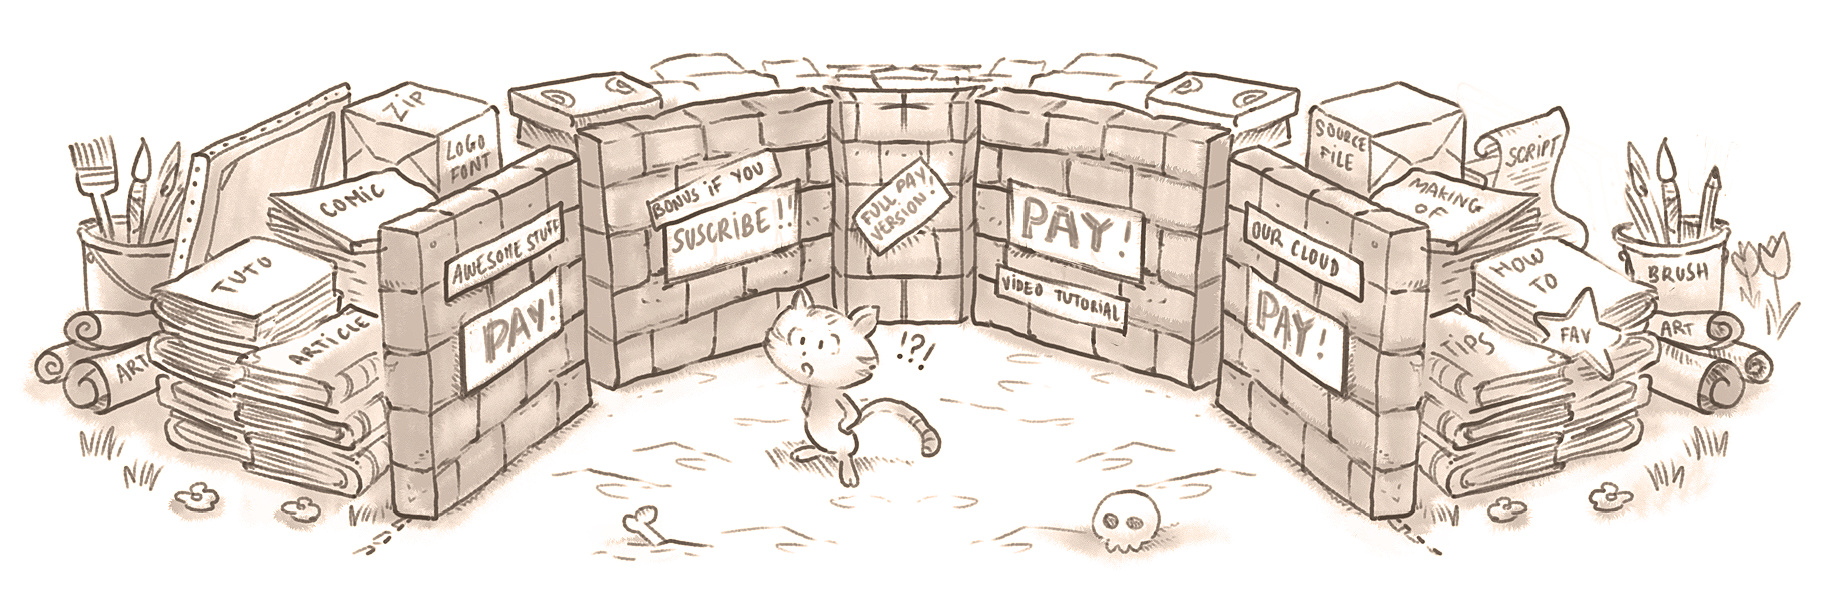 ZIP
LOGO
FONT
COMIC
TUTO
ARTICLE
ART
AWESOME STUFF
PAY!
BONUS IF YOU
SUSCRIBE!!
FULL PAY!
VERSION!
!?!
PAY!
VIDEO TUTORIAL
OUR CLOUD
PAY!
SOURCE
FILE
SCRIPT
MAKING
OF
HOW
TO
BRUSH
TIPS
FAV
ART